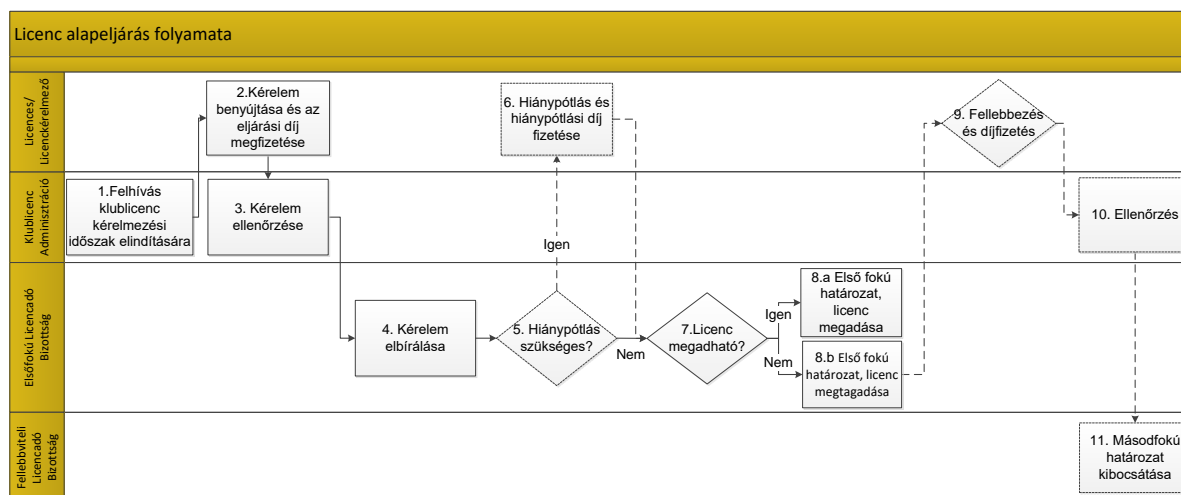 Licenc alapeljárás folyamata
Licences/
Licenckérelmező
2.Kérelem
benyújtása és az
eljárási díj
megfizetése
6. Hiánypótlás és
hiánypótlási díj
fizetése
9. Fellebbezés
és díjfizetés
Klublicenc
Adminisztráció
1.Felhívás
klublicenc
kérelmezési
időszak elindítására
3. Kérelem
ellenőrzése
Igen
10. Ellenőrzés
Elsőfokú Licencadó
Bizottság
4. Kérelem
elbírálása
5. Hiánypótlás
szükséges?
Nem
7.Licenc
megadható?
Igen
Nem
8.a Első fokú
határozat,
licenc
megadása
8.b Első fokú
határozat, licenc
megtagadása
Fellebbviteli
Licencadó
Bizottság
11. Másodfokú
határozat
kibocsátása